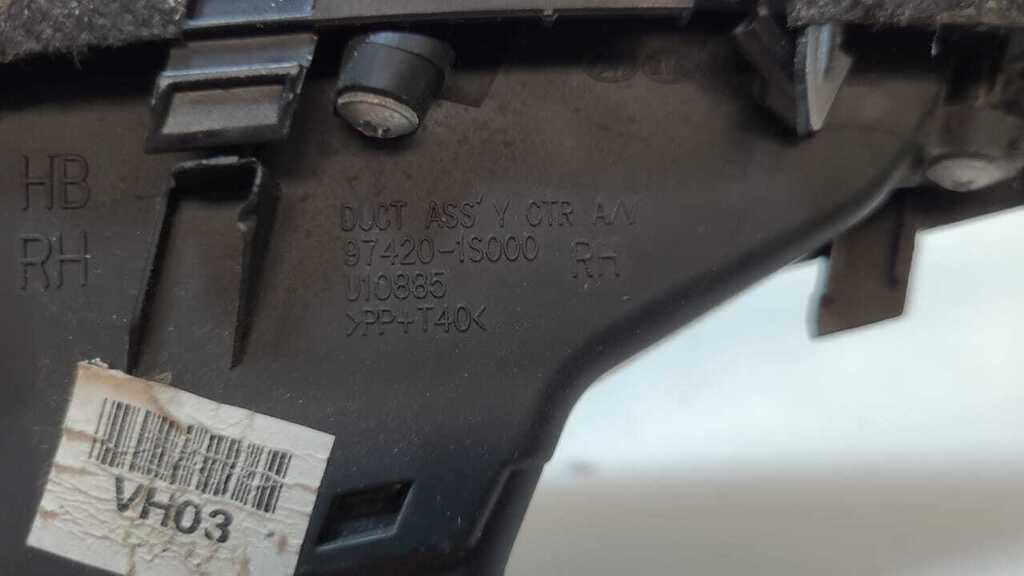 HB
RH
DUCT ASS'Y CTR A/V
97420-1S000
RH
U10885
>PP+T40<
VH03